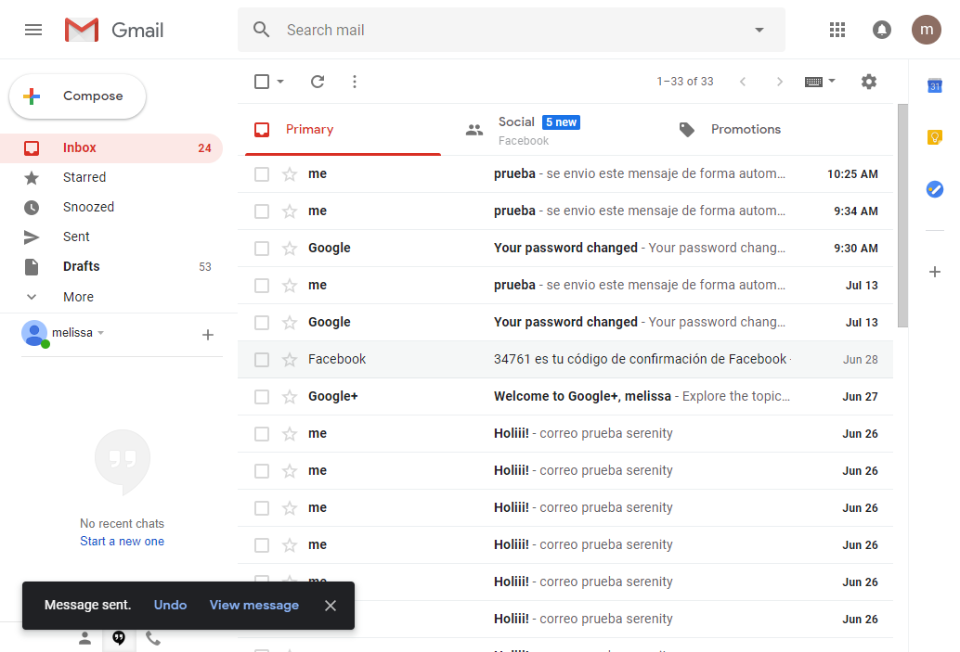 Gmail
Search mail
m
Compose
1–33 of 33
31
Primary
Social 5 new
Facebook
Promotions
Inbox 24
Starred
Snoozed
Sent
Drafts 53
More
melissa
No recent chats
Start a new one
me prueba - se envio este mensaje de forma autom... 10:25 AM
me prueba - se envio este mensaje de forma autom... 9:34 AM
Google Your password changed - Your password chang... 9:30 AM
me prueba - se envio este mensaje de forma autom... Jul 13
Google Your password changed - Your password chang... Jul 13
Facebook 34761 es tu código de confirmación de Facebook - Jun 28
Google+ Welcome to Google+, melissa - Explore the topic... Jun 27
me Holiii! - correo prueba serenity Jun 26
me Holiii! - correo prueba serenity Jun 26
me Holiii! - correo prueba serenity Jun 26
me Holiii! - correo prueba serenity Jun 26
me Holiii! - correo prueba serenity Jun 26
Holiii! - correo prueba serenity Jun 26
Message sent. Undo View message